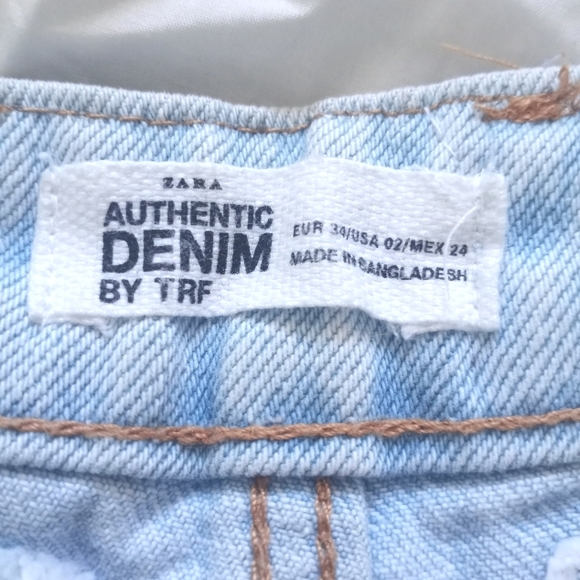 ZARA
AUTHENTIC
DENIM
BY TRF
EUR 34/USA 02/MEX 24
MADE IN BANGLADESH